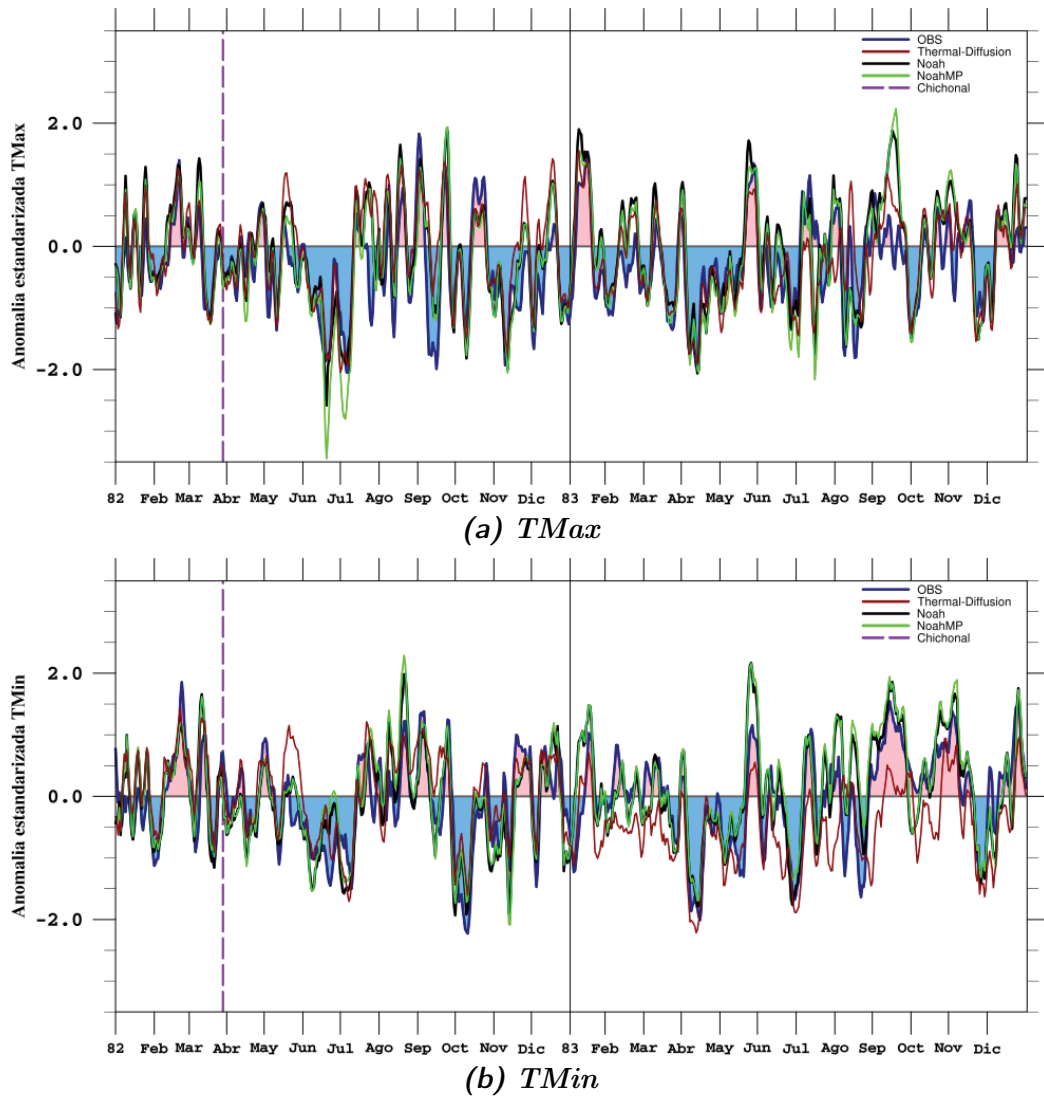 OBS
Thermal-Diffusion
Noah
NoahMP
Chichonal
Anomalia estandarizada TMax
2.0
0.0
-2.0
82 Feb Mar Abr May Jun Jul Ago Sep Oct Nov Dic 83 Feb Mar Abr May Jun Jul Ago Sep Oct Nov Dic
(a) TMax
OBS
Thermal-Diffusion
Noah
NoahMP
Chichonal
Anomalia estandarizada TMin
2.0
0.0
-2.0
82 Feb Mar Abr May Jun Jul Ago Sep Oct Nov Dic 83 Feb Mar Abr May Jun Jul Ago Sep Oct Nov Dic
(b) TMin